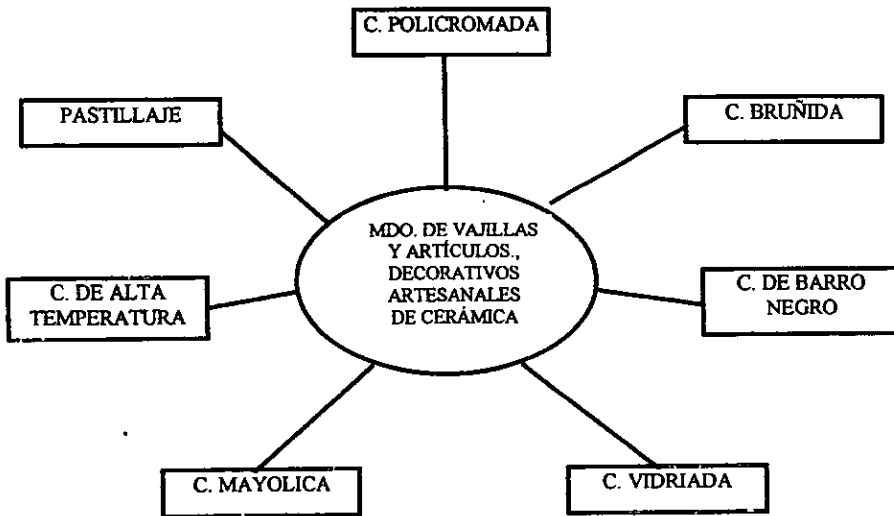 C. POLICROMADA
PASTILLAJE
C. BRUÑIDA
MDO. DE VAJILLAS
Y ARTÍCULOS.,
DECORATIVOS
ARTESANALES
DE CERÁMICA
C. DE ALTA
TEMPERATURA
C. DE BARRO
NEGRO
C. MAYOLICA
C. VIDRIADA